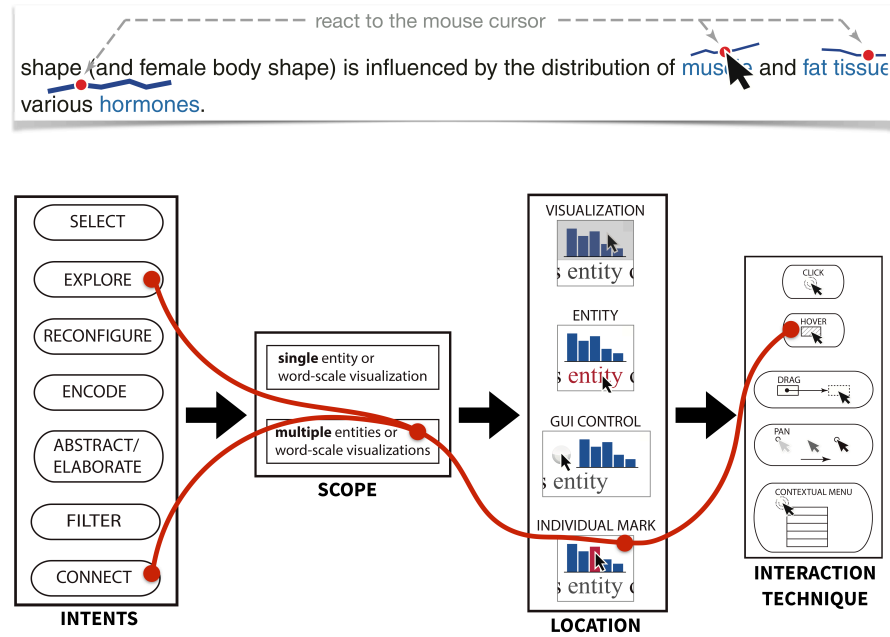 react to the mouse cursor
shape (and female body shape) is influenced by the distribution of muscle and fat tissue
various hormones.
SELECT
EXPLORE
RECONFIGURE
ENCODE
ABSTRACT/
ELABORATE
FILTER
CONNECT
INTENTS
single entity or
word-scale visualization
multiple entities or
word-scale visualizations
SCOPE
VISUALIZATION
s entity
ENTITY
s entity
GUI CONTROL
s entity
INDIVIDUAL MARK
s entity
LOCATION
CLICK
HOVER
DRAG
PAN
CONTEXTUAL MENU
INTERACTION
TECHNIQUE